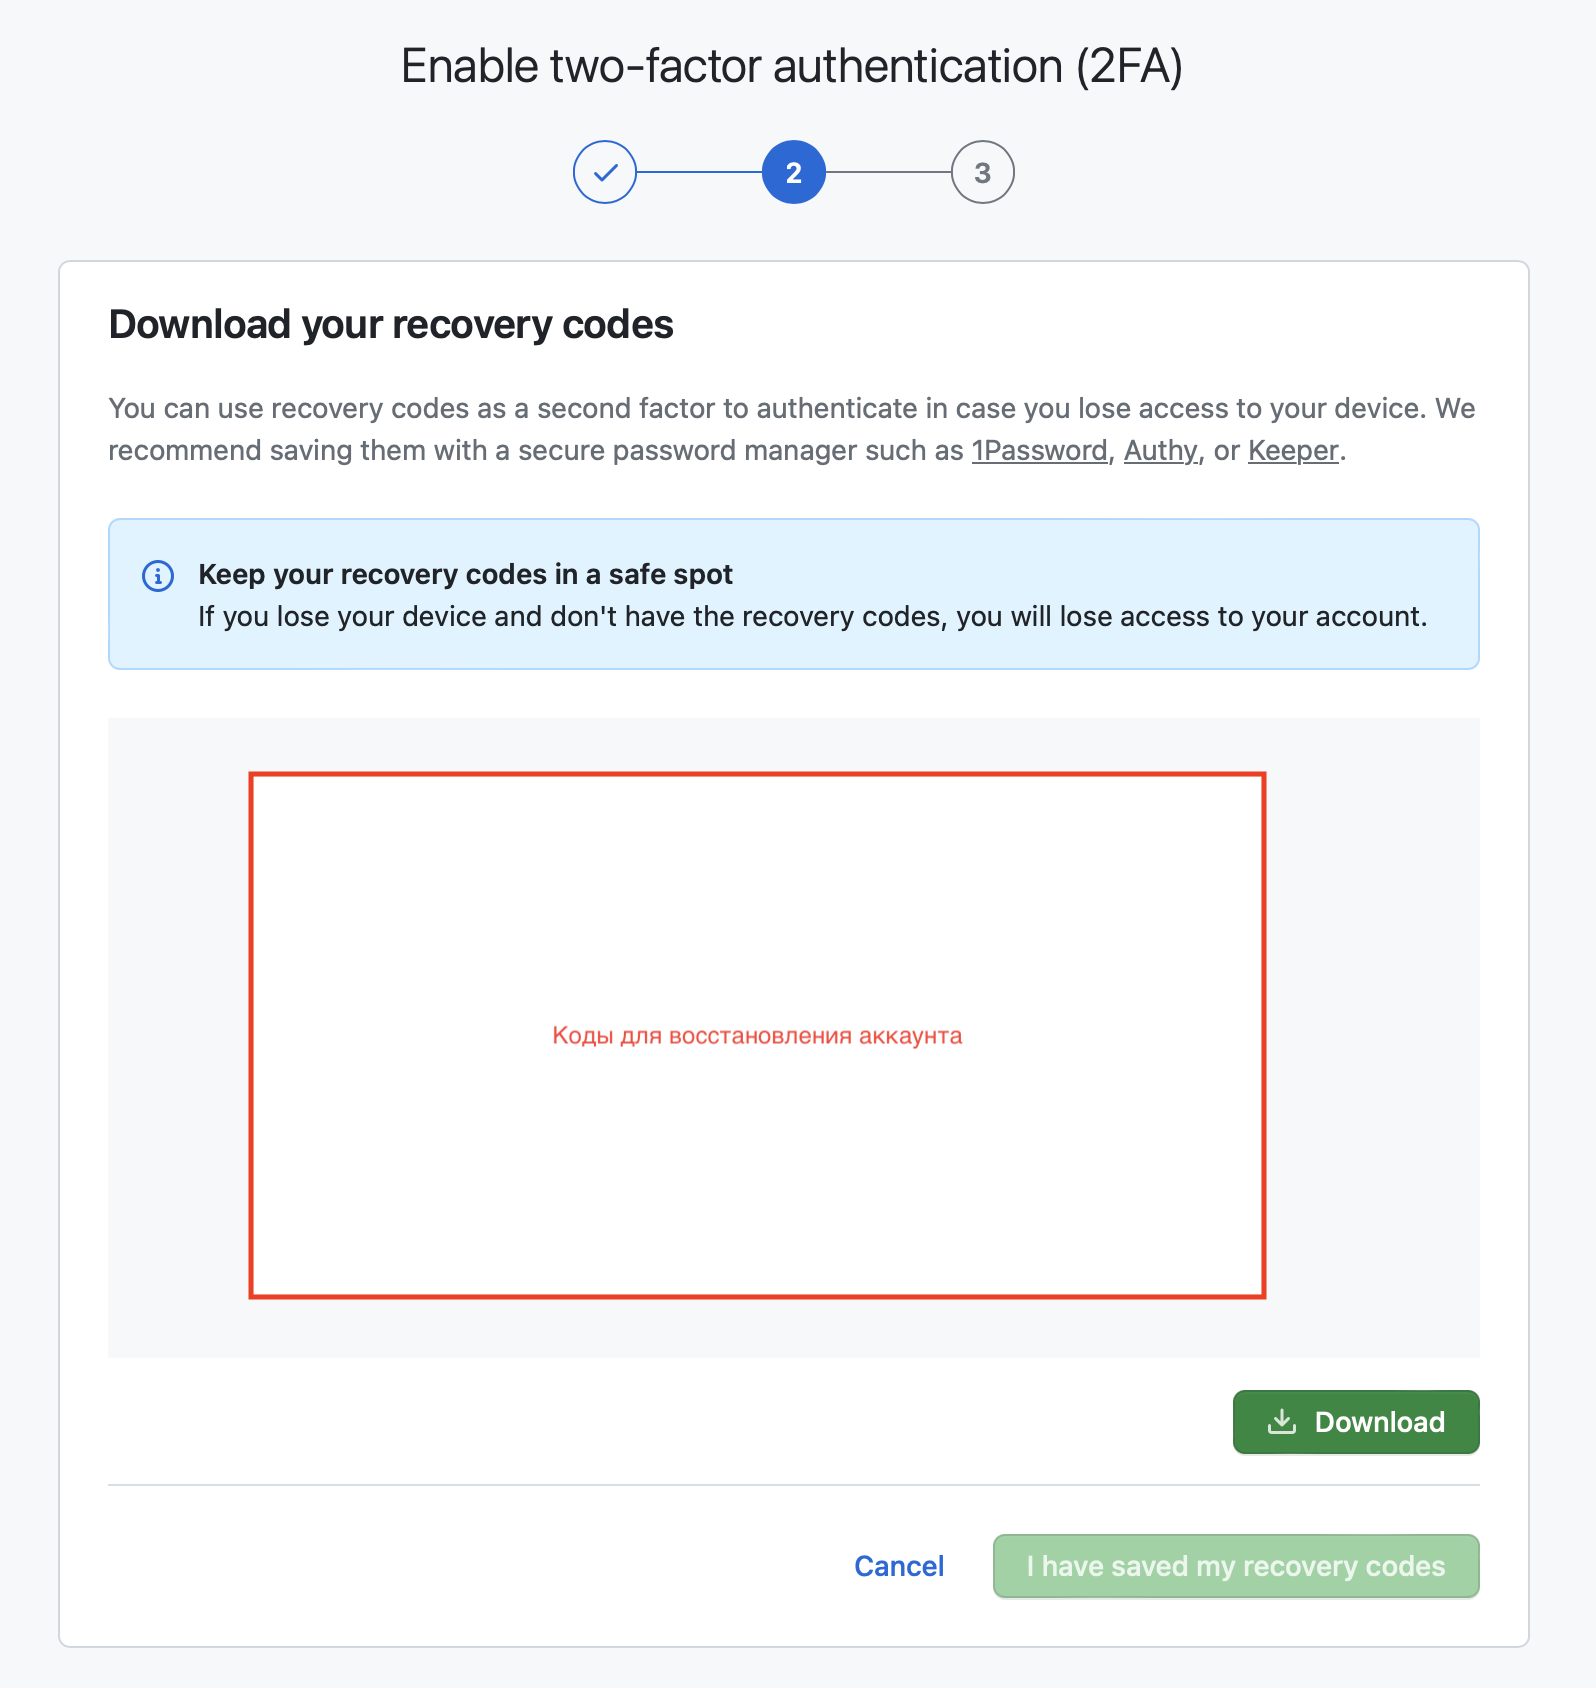 Enable two-factor authentication (2FA)
2
3
Download your recovery codes
You can use recovery codes as a second factor to authenticate in case you lose access to your device. We
recommend saving them with a secure password manager such as 1Password, Authy, or Keeper.
Keep your recovery codes in a safe spot
If you lose your device and don't have the recovery codes, you will lose access to your account.
Коды для восстановления аккаунта
Download
Cancel
I have saved my recovery codes